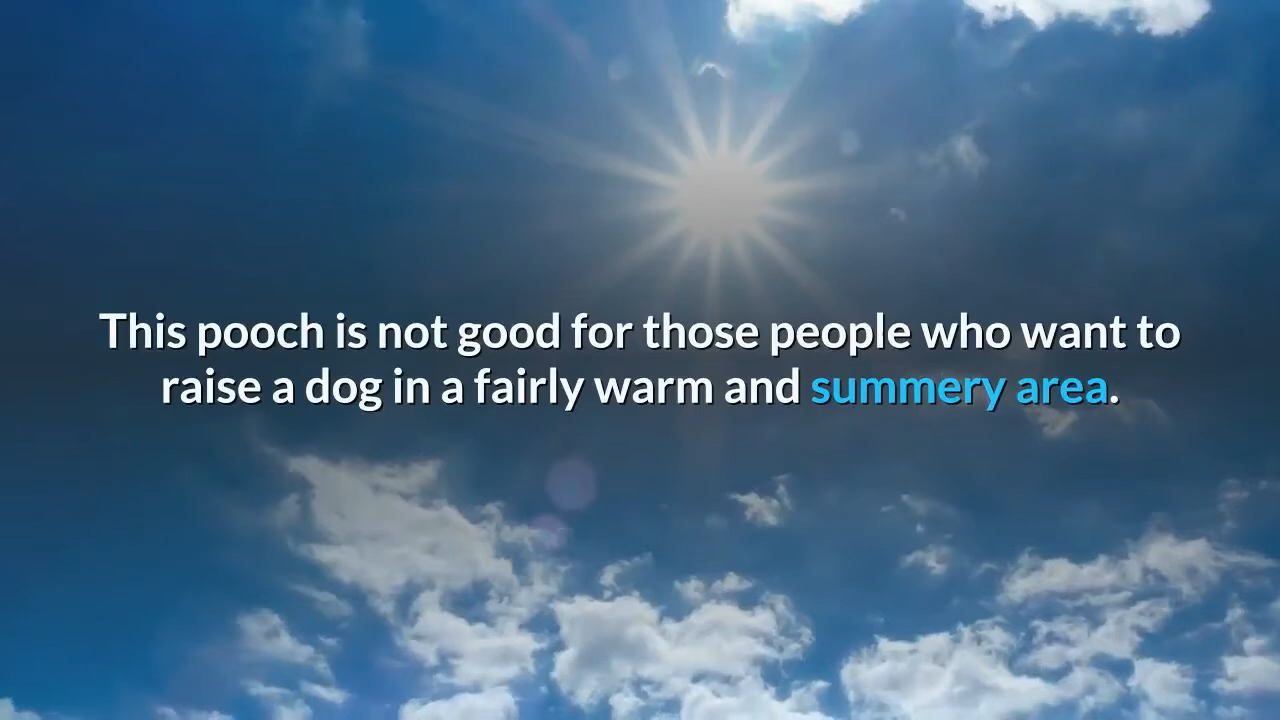 This pooch is not good for those people who want to
raise a dog in a fairly warm and summery area.